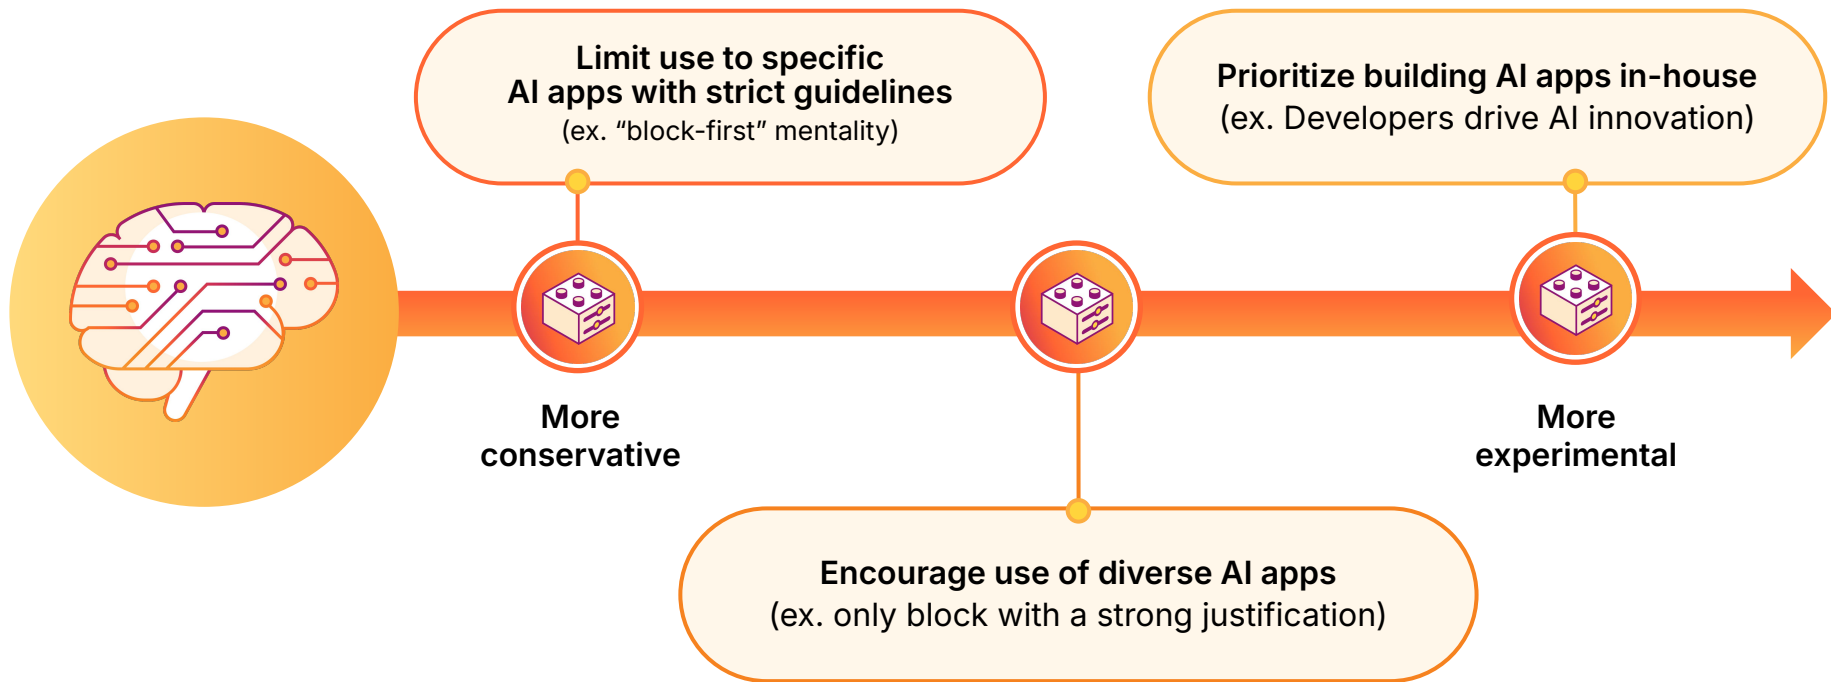 Limit use to specific
AI apps with strict guidelines
(ex. “block-first” mentality)
Prioritize building AI apps in-house
(ex. Developers drive AI innovation)
More
conservative
More
experimental
Encourage use of diverse AI apps
(ex. only block with a strong justification)